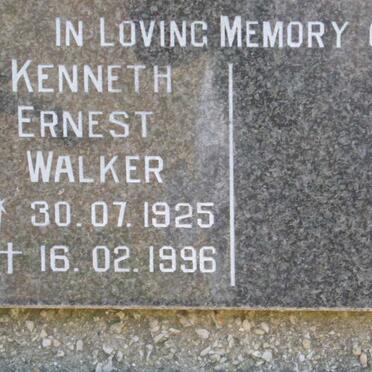 IN LOVING MEMORY
KENNETH
ERNEST
WALKER
* 30.07.1925
† 16.02.1996